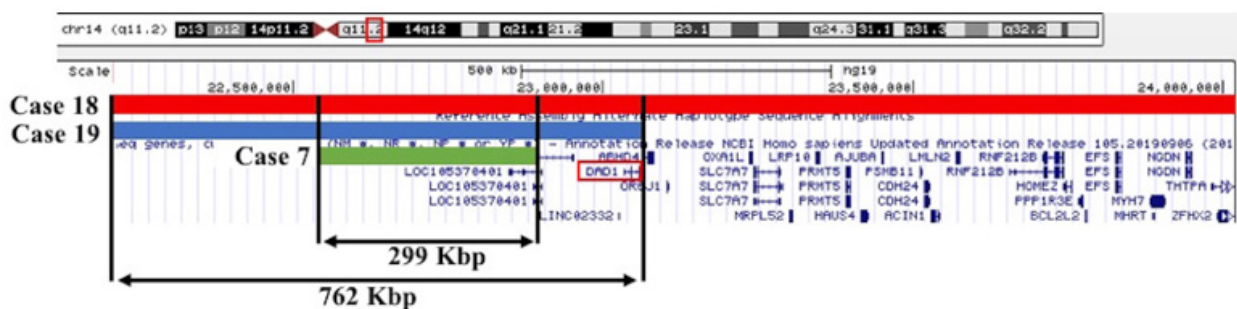 chr14 (q11.2) p13 p12 14p11.2 q11.2 14q12 q21.1 21.2 23.1 q24.3 31.1 q31.3 q32.2
Scale 500 kb hg19
22,500,000 23,000,000 23,500,000 24,000,000
Case 18
Reference Assembly Alternate Haplotype Sequence Alignments
Case 19
(NM_*, NR_*, NP_* or YP_*) - Annotation Release NCBI Homo sapiens Updated Annotation Release 105.20190906 (201
Case 7 ABHD4 OXA1L LRP10 AJUBA LMLN2 RNF212B EFS NGDN
LOC105370401 DAD1 SLC7A7 PRMT5 PSMB11 RNF212B EFS NGDN
LOC105370401 OR6J1 SLC7A7 PRMT5 CDH24 HOMEZ EFS THTPA
LOC105370401 SLC7A7 PRMT5 CDH24 PPP1R3E MYH7
LINC02332 MRPL52 HAUS4 ACIN1 BCL2L2 MHRT ZFHX2
299 Kbp
762 Kbp